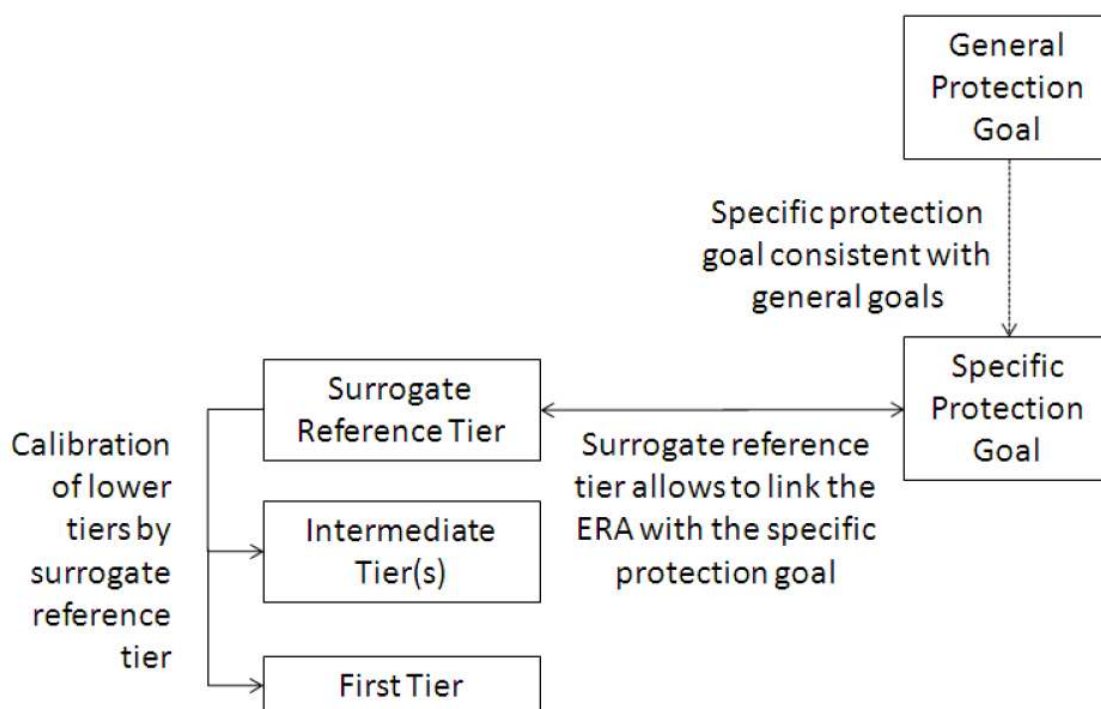 General
Protection
Goal
Specific protection
goal consistent with
general goals
Specific
Protection
Goal
Surrogate
Reference Tier
Surrogate reference
tier allows to link the
ERA with the specific
protection goal
Calibration
of lower
tiers by
surrogate
reference
tier
Intermediate
Tier(s)
First Tier